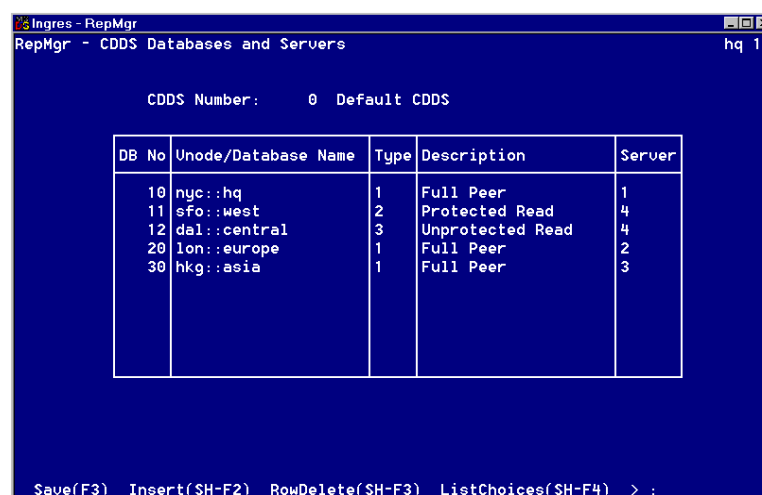 Ingres - RepMgr
RepMgr - CDDS Databases and Servers hq 1
CDDS Number: 0 Default CDDS
DB No Vnode/Database Name Type Description Server
10 nyc::hq 1 Full Peer 1
11 sfo::west 2 Protected Read 4
12 dal::central 3 Unprotected Read 4
20 lon::europe 1 Full Peer 2
30 hkg::asia 1 Full Peer 3
Save(F3) Insert(SH-F2) RowDelete(SH-F3) ListChoices(SH-F4) > :